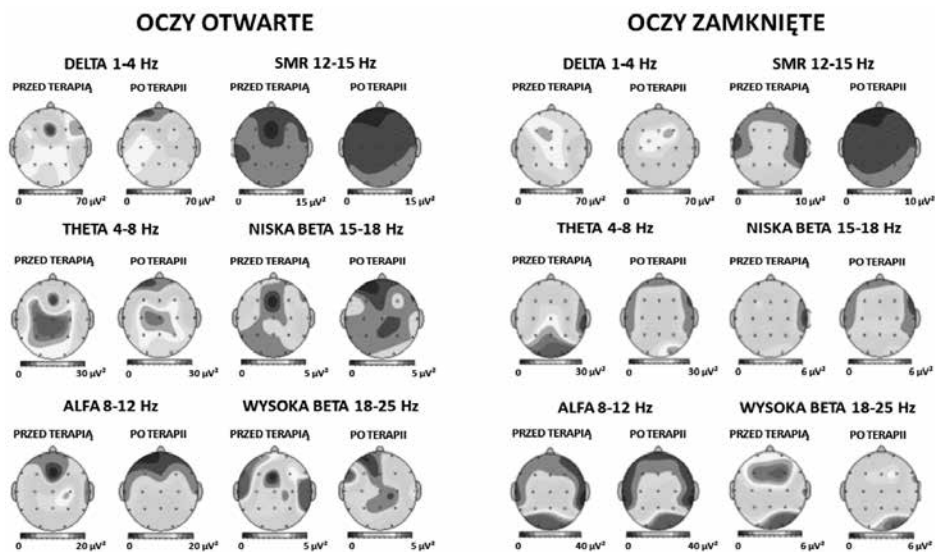 OCZY OTWARTE
DELTA 1-4 Hz
SMR 12-15 Hz
PRZED TERAPIĄ
PO TERAPII
PRZED TERAPIĄ
PO TERAPII
0 70 µV²
0 70 µV²
0 15 µV²
0 15 µV²
THETA 4-8 Hz
NISKA BETA 15-18 Hz
PRZED TERAPIĄ
PO TERAPII
PRZED TERAPIĄ
PO TERAPII
0 30 µV²
0 30 µV²
0 5 µV²
0 5 µV²
ALFA 8-12 Hz
WYSOKA BETA 18-25 Hz
PRZED TERAPIĄ
PO TERAPII
PRZED TERAPIĄ
PO TERAPII
0 20 µV²
0 20 µV²
0 5 µV²
0 5 µV²
OCZY ZAMKNIĘTE
DELTA 1-4 Hz
SMR 12-15 Hz
PRZED TERAPIĄ
PO TERAPII
PRZED TERAPIĄ
PO TERAPII
0 70 µV²
0 70 µV²
0 10 µV²
0 10 µV²
THETA 4-8 Hz
NISKA BETA 15-18 Hz
PRZED TERAPIĄ
PO TERAPII
PRZED TERAPIĄ
PO TERAPII
0 30 µV²
0 30 µV²
0 6 µV²
0 6 µV²
ALFA 8-12 Hz
WYSOKA BETA 18-25 Hz
PRZED TERAPIĄ
PO TERAPII
PRZED TERAPIĄ
PO TERAPII
0 40 µV²
0 40 µV²
0 6 µV²
0 6 µV²